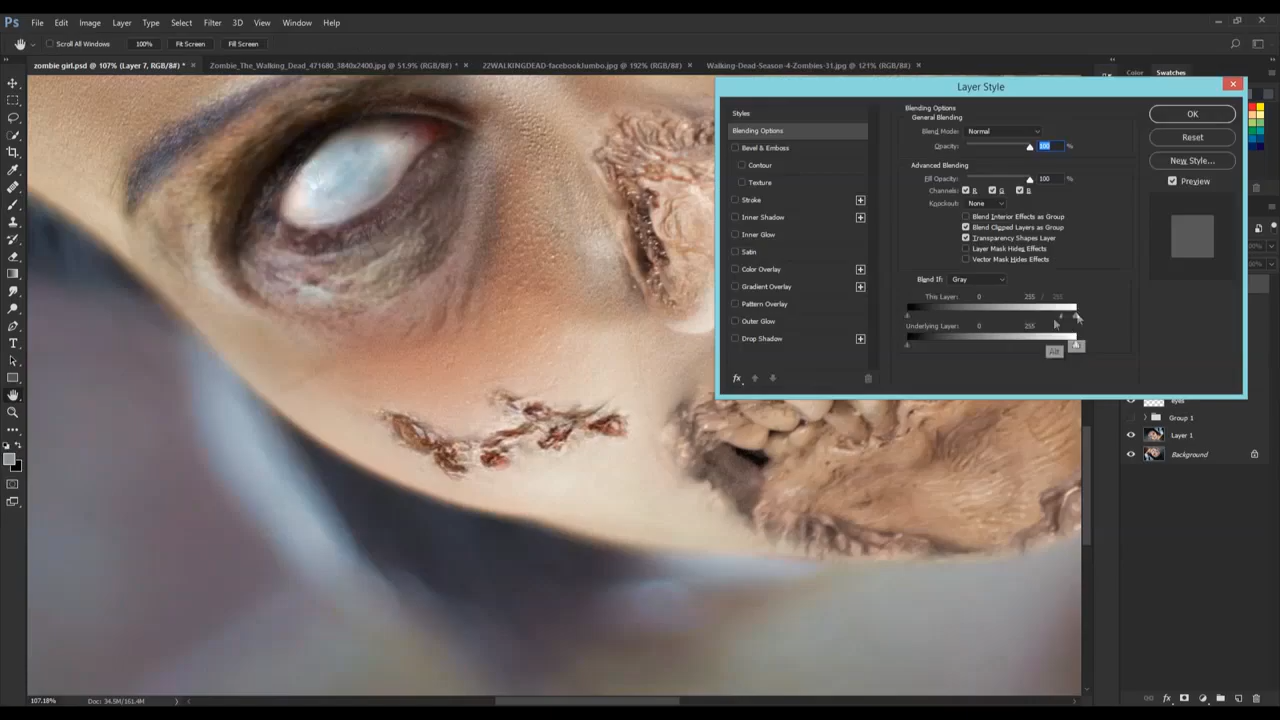 Ps File Edit Image Layer Type Select Filter 3D View Window Help
Scroll All Windows 100% Fit Screen Fill Screen
zombie girl.psd @ 107% (Layer 7, RGB/8#) * × Zombie_The_Walking_Dead_471680_3840x2400.jpg @ 51.9% (RGB/8#) * × 22WALKINGDEAD-facebookJumbo.jpg @ 192% (RGB/8#) × Walking-Dead-Season-4-Zombies-31.jpg @ 121% (RGB/8#) ×
Color Swatches
Layer Style
Styles
Blending Options
Bevel & Emboss
Contour
Texture
Stroke
Inner Shadow
Inner Glow
Satin
Color Overlay
Gradient Overlay
Pattern Overlay
Outer Glow
Drop Shadow
fx
Blending Options
General Blending
Blend Mode: Normal
Opacity: 100 %
Advanced Blending
Fill Opacity: 100 %
Channels: R G B
Knockout: None
Blend Interior Effects as Group
Blend Clipped Layers as Group
Transparency Shapes Layer
Layer Mask Hides Effects
Vector Mask Hides Effects
Blend If: Gray
This Layer: 0 255 /
Underlying Layer: 0 255
Alt
OK
Reset
New Style...
Preview
eyes
Group 1
Layer 1
Background
107.18% Doc: 34.5M/161.4M
fx